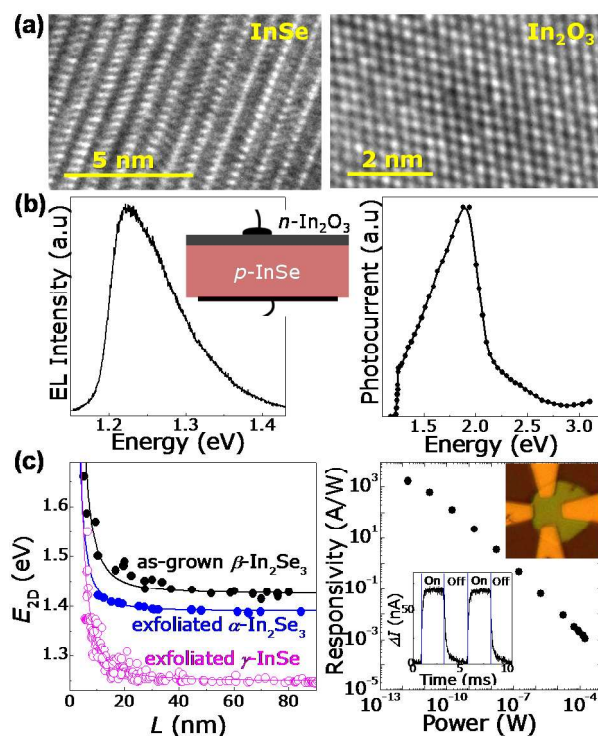 (a)
InSe
In₂O₃
5 nm
2 nm
(b)
EL Intensity (a.u)
n-In₂O₃
p-InSe
1.2 1.3 1.4
Energy (eV)
Photocurrent (a.u)
1.5 2.0 2.5 3.0
Energy (eV)
(c)
E₂D (eV)
1.6
1.5
1.4
1.3
as-grown β-In₂Se₃
exfoliated α-In₂Se₃
exfoliated γ-InSe
0 20 40 60 80
L (nm)
Responsivity (A/W)
10³
10¹
10⁻¹
10⁻³
10⁻⁵
On Off On Off
ΔI (nA)
50
0 5 10
Time (ms)
10⁻¹³ 10⁻¹⁰ 10⁻⁷ 10⁻⁴
Power (W)